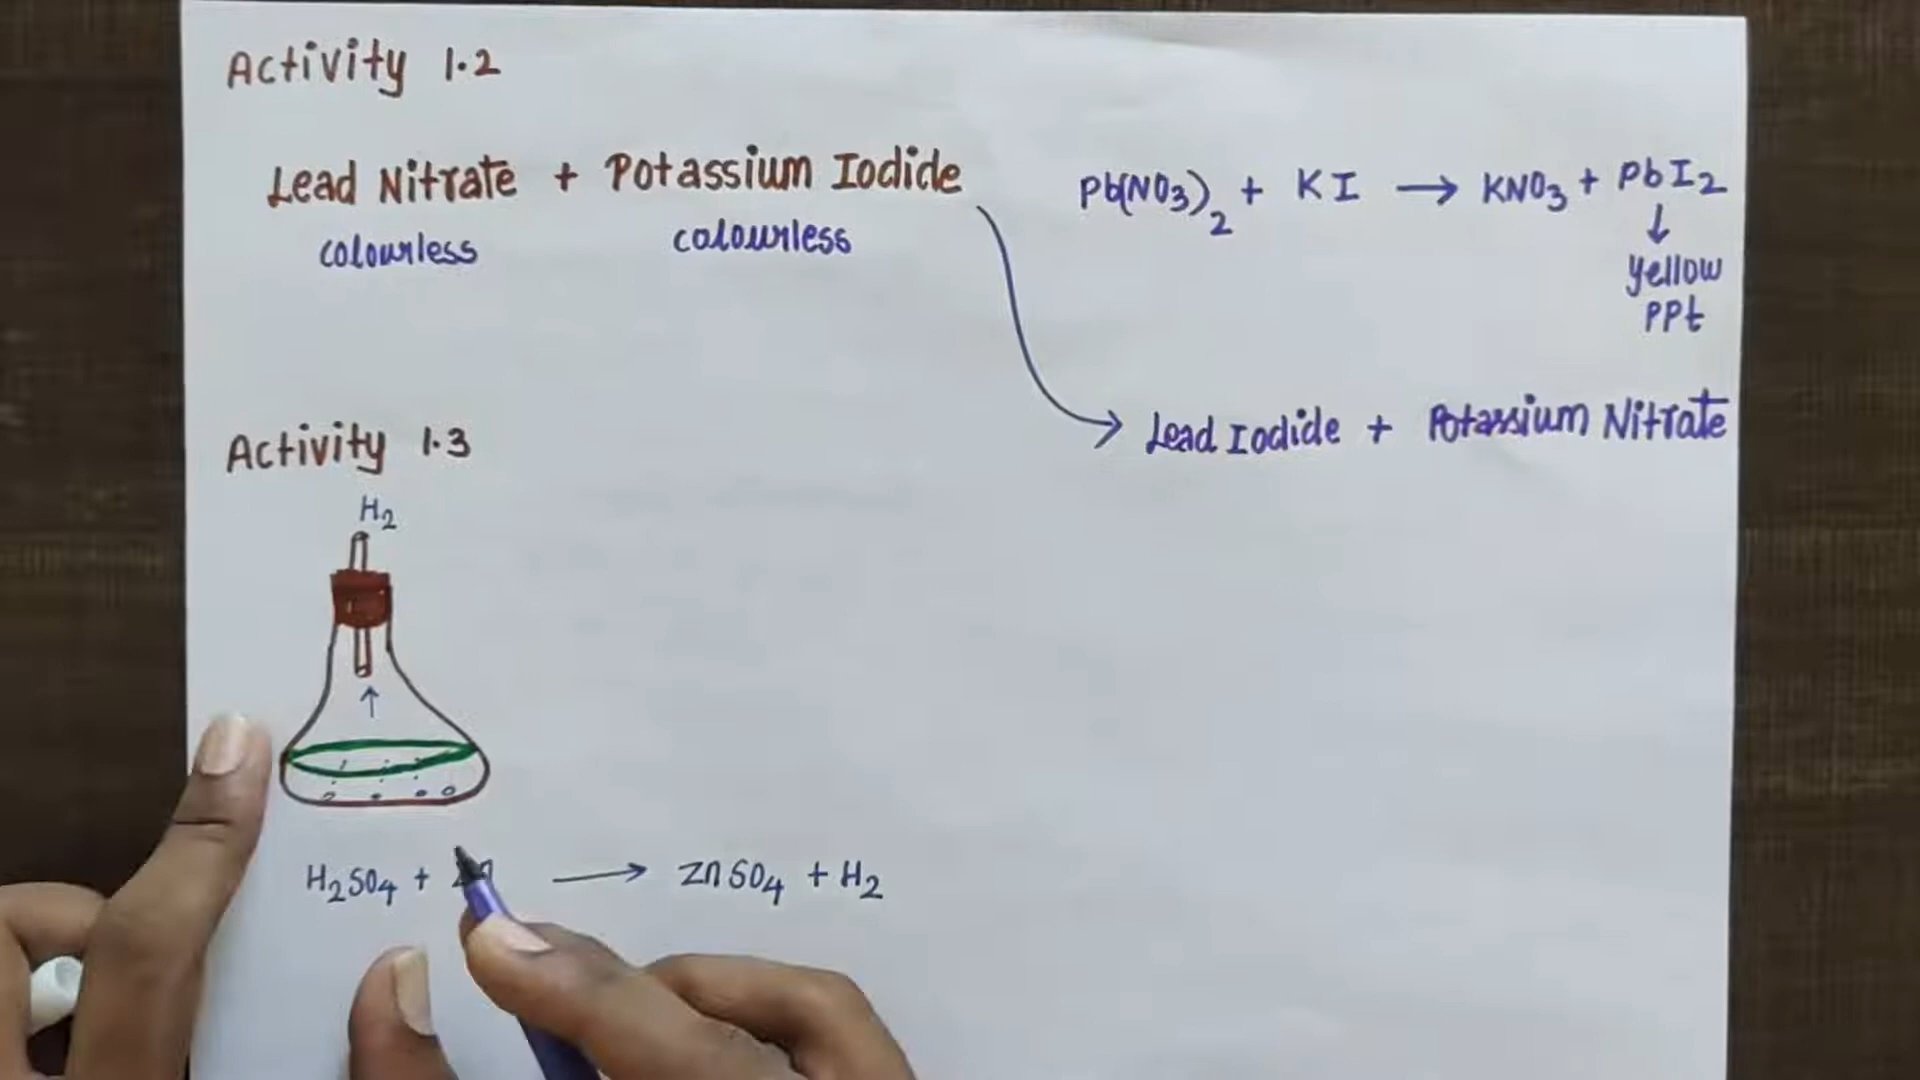 Activity 1.2
Lead Nitrate + Potassium Iodide
colourless colourless
Pb(NO3)2 + KI → KNO3 + PbI2
↓
yellow
PPt
→ Lead Iodide + Potassium Nitrate
Activity 1.3
H2
↑
H2SO4 + → ZnSO4 + H2